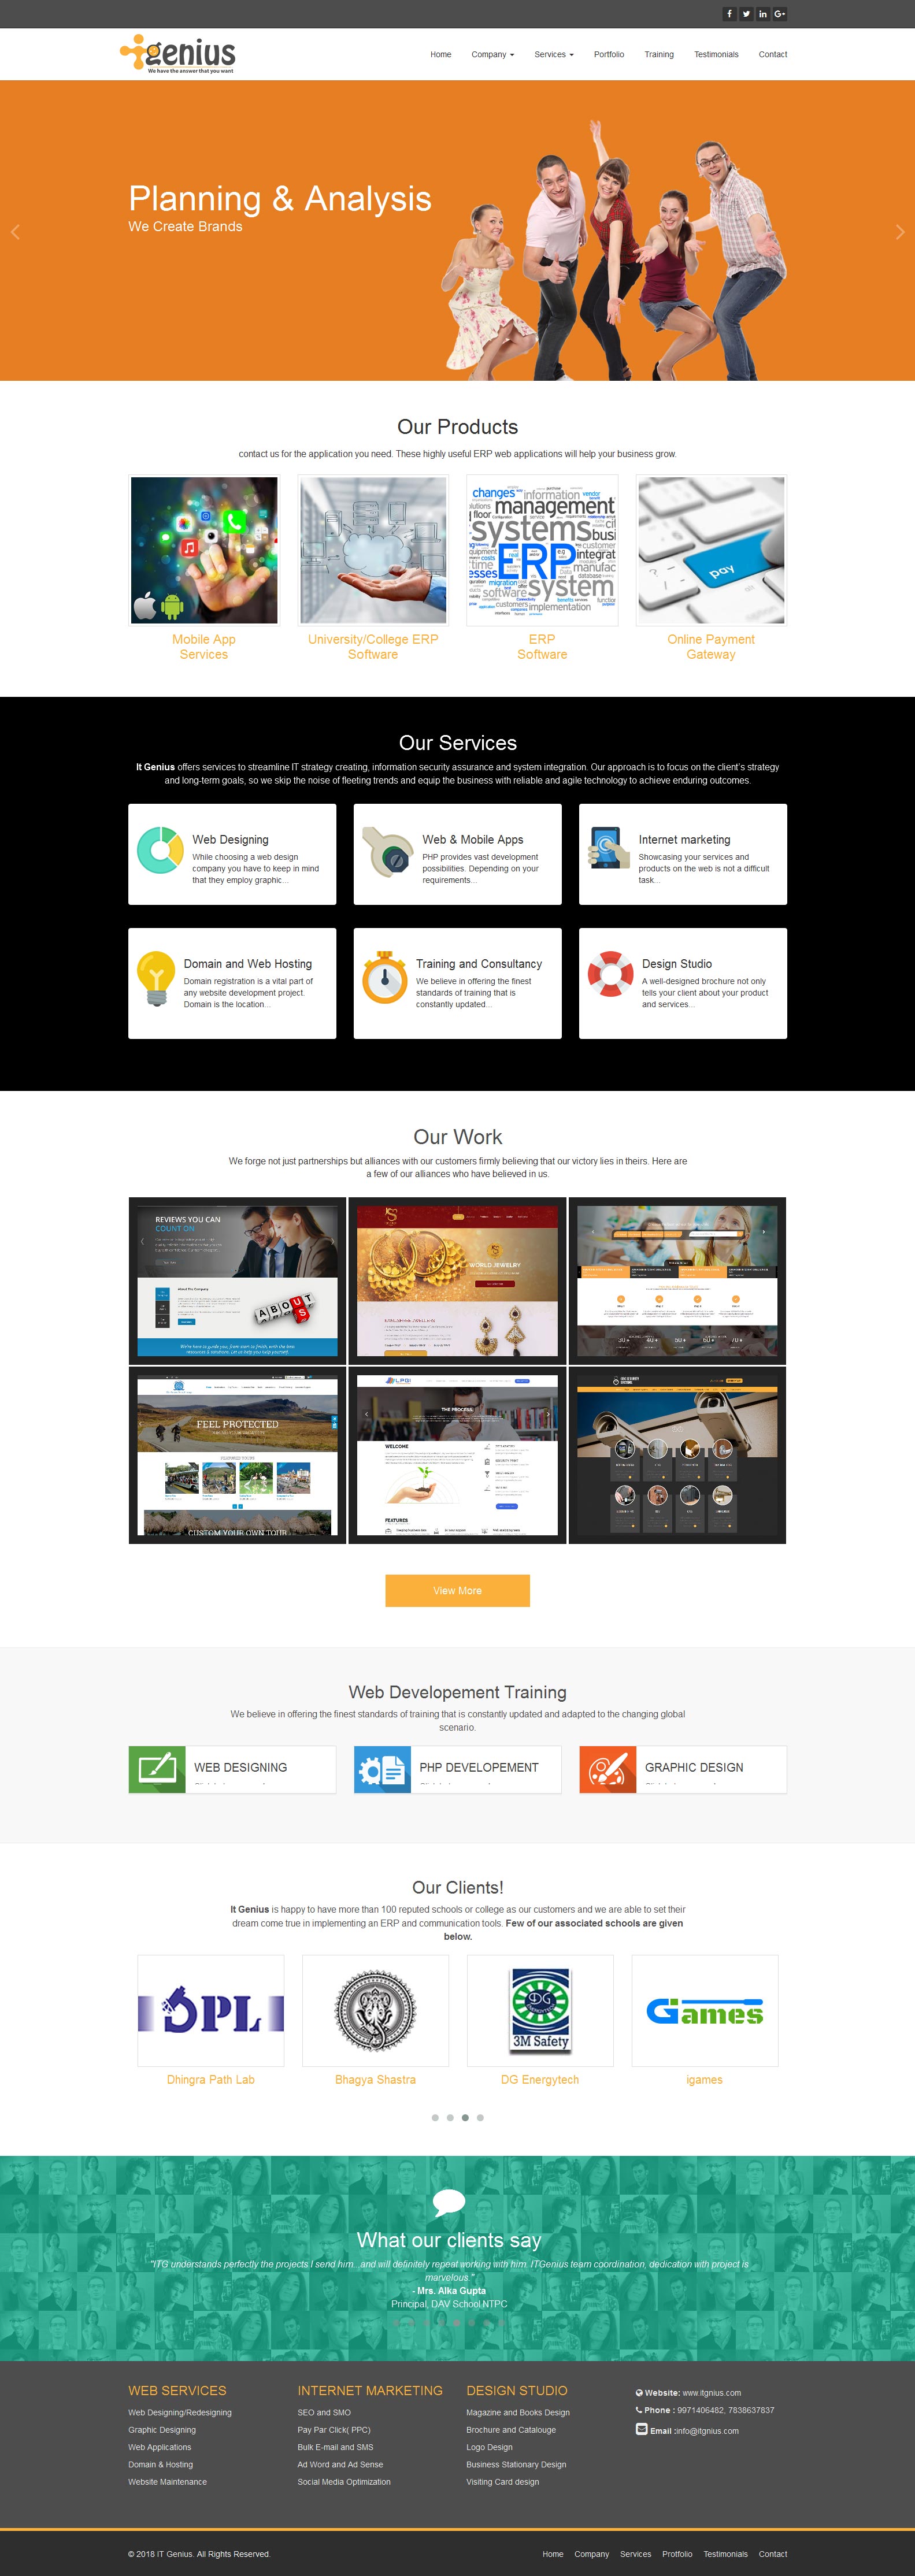 genius
We have the answer that you want
Home Company Services Portfolio Training Testimonials Contact
Planning & Analysis
We Create Brands
Our Products
contact us for the application you need. These highly useful ERP web applications will help your business grow.
changes information vendor
management
systems
ERP
system
software
implementation
pay
Mobile App
Services
University/College ERP
Software
ERP
Software
Online Payment
Gateway
Our Services
It Genius offers services to streamline IT strategy creating, information security assurance and system integration. Our approach is to focus on the client's strategy
and long-term goals, so we skip the noise of fleeting trends and equip the business with reliable and agile technology to achieve enduring outcomes.
Web Designing
While choosing a web design
company you have to keep in mind
that they employ graphic...
Web & Mobile Apps
PHP provides vast development
possibilities. Depending on your
requirements...
Internet marketing
Showcasing your services and
products on the web is not a difficult
task...
Domain and Web Hosting
Domain registration is a vital part of
any website development project.
Domain is the location...
Training and Consultancy
We believe in offering the finest
standards of training that is
constantly updated...
Design Studio
A well-designed brochure not only
tells your client about your product
and services...
Our Work
We forge not just partnerships but alliances with our customers firmly believing that our victory lies in theirs. Here are
a few of our alliances who have believed in us.
REVIEWS YOU CAN
COUNT ON
About The Company
ABOUT US
WORLD JEWELRY
FEEL PROTECTED
CUSTOM YOUR OWN TOUR
THE PROCESS
WELCOME
FEATURES
View More
Web Developement Training
We believe in offering the finest standards of training that is constantly updated and adapted to the changing global
scenario.
WEB DESIGNING
PHP DEVELOPEMENT
GRAPHIC DESIGN
Our Clients!
It Genius is happy to have more than 100 reputed schools or college as our customers and we are able to set their
dream come true in implementing an ERP and communication tools. Few of our associated schools are given
below.
DPL
DG
3M Safety
Games
Dhingra Path Lab
Bhagya Shastra
DG Energytech
igames
What our clients say
"ITG understands perfectly the projects I send him...and will definitely repeat working with him. ITGenius team coordination, dedication with project is
marvelous."
- Mrs. Alka Gupta
Principal, DAV School NTPC
WEB SERVICES
Web Designing/Redesigning
Graphic Designing
Web Applications
Domain & Hosting
Website Maintenance
INTERNET MARKETING
SEO and SMO
Pay Par Click( PPC)
Bulk E-mail and SMS
Ad Word and Ad Sense
Social Media Optimization
DESIGN STUDIO
Magazine and Books Design
Brochure and Catalouge
Logo Design
Business Stationary Design
Visiting Card design
Website: www.itgnius.com
Phone : 9971406482, 7838637837
Email :info@itgnius.com
© 2018 IT Genius. All Rights Reserved.
Home Company Services Protfolio Testimonials Contact